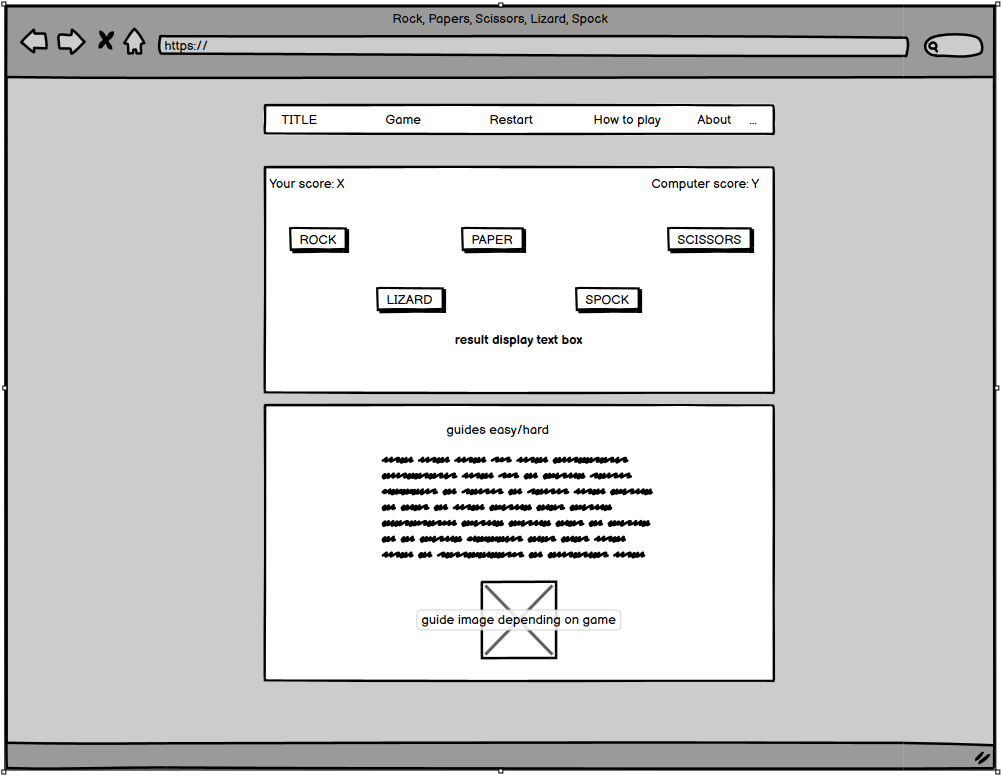 Rock, Papers, Scissors, Lizard, Spock
https://
TITLE Game Restart How to play About ...
Your score: X Computer score: Y
ROCK PAPER SCISSORS
LIZARD SPOCK
result display text box
guides easy/hard
guide image depending on game